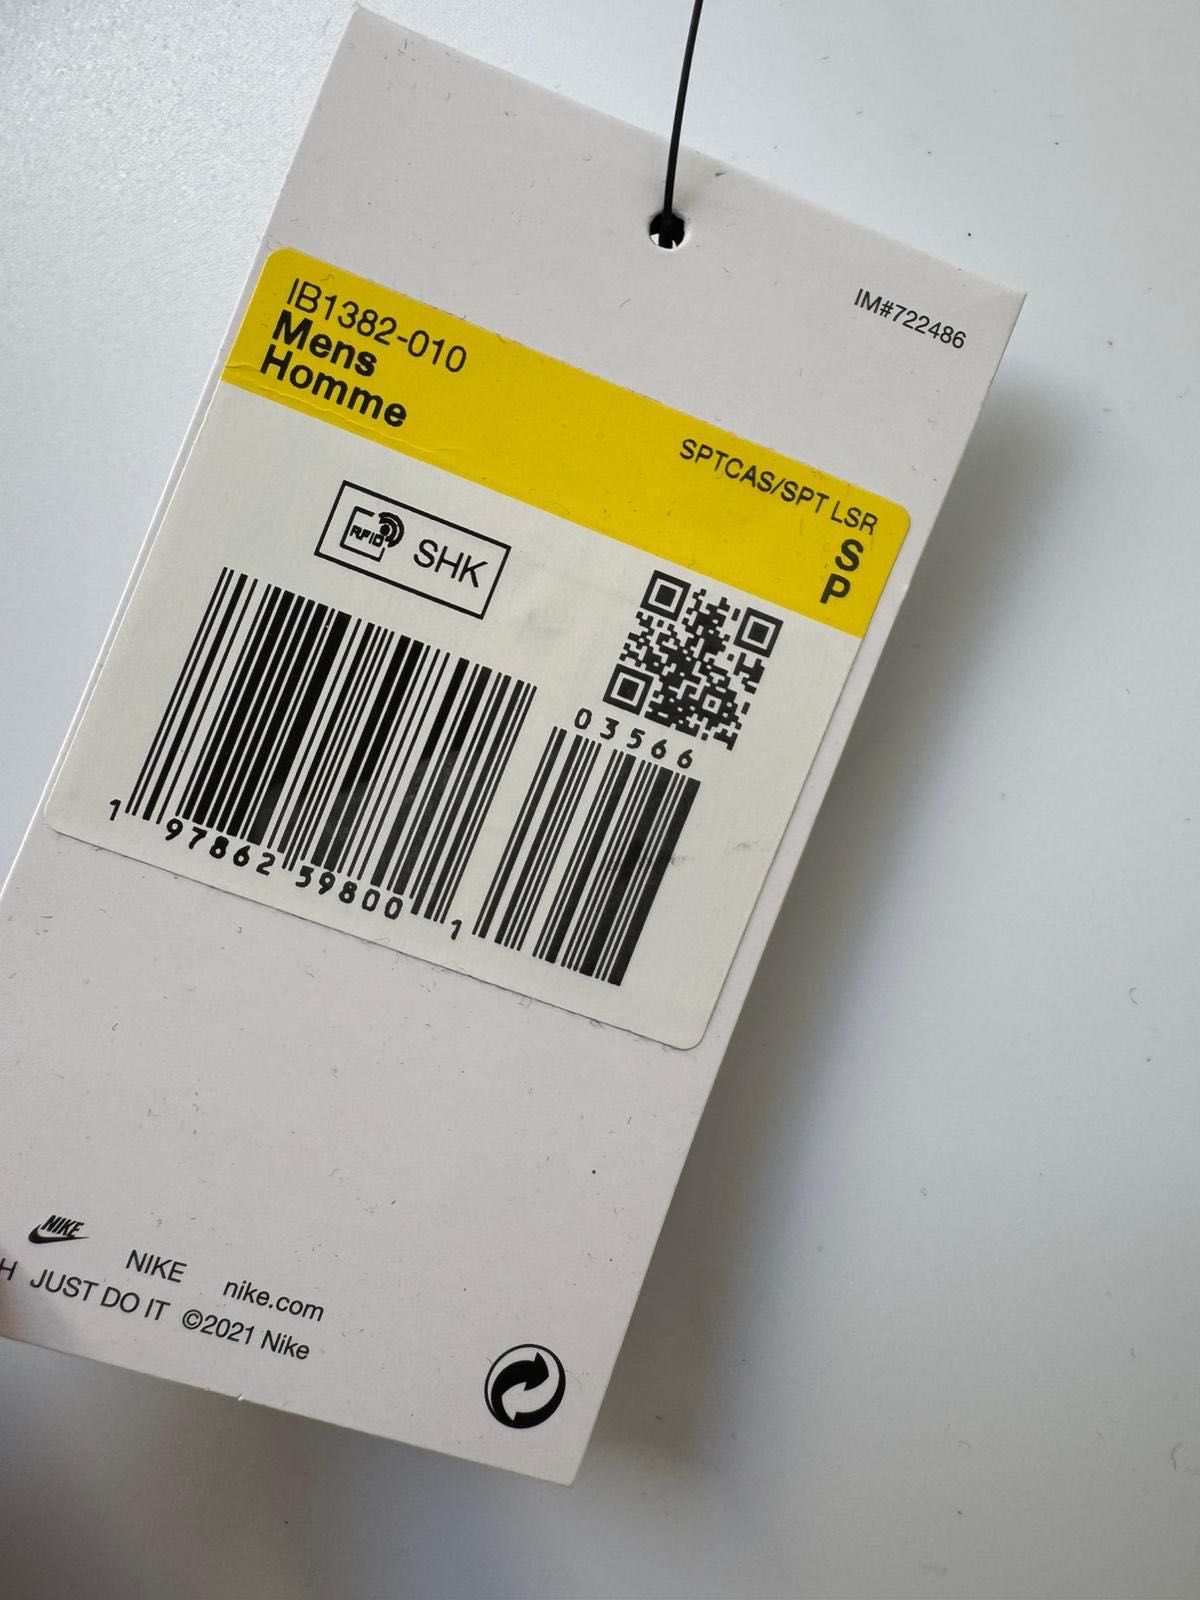 IM#722486
IB1382-010
Mens
Homme
SPTCAS/SPT LSR
S
P
RFID SHK
03566
1 97862 59800 1
NIKE
NIKE nike.com
H JUST DO IT ©2021 Nike